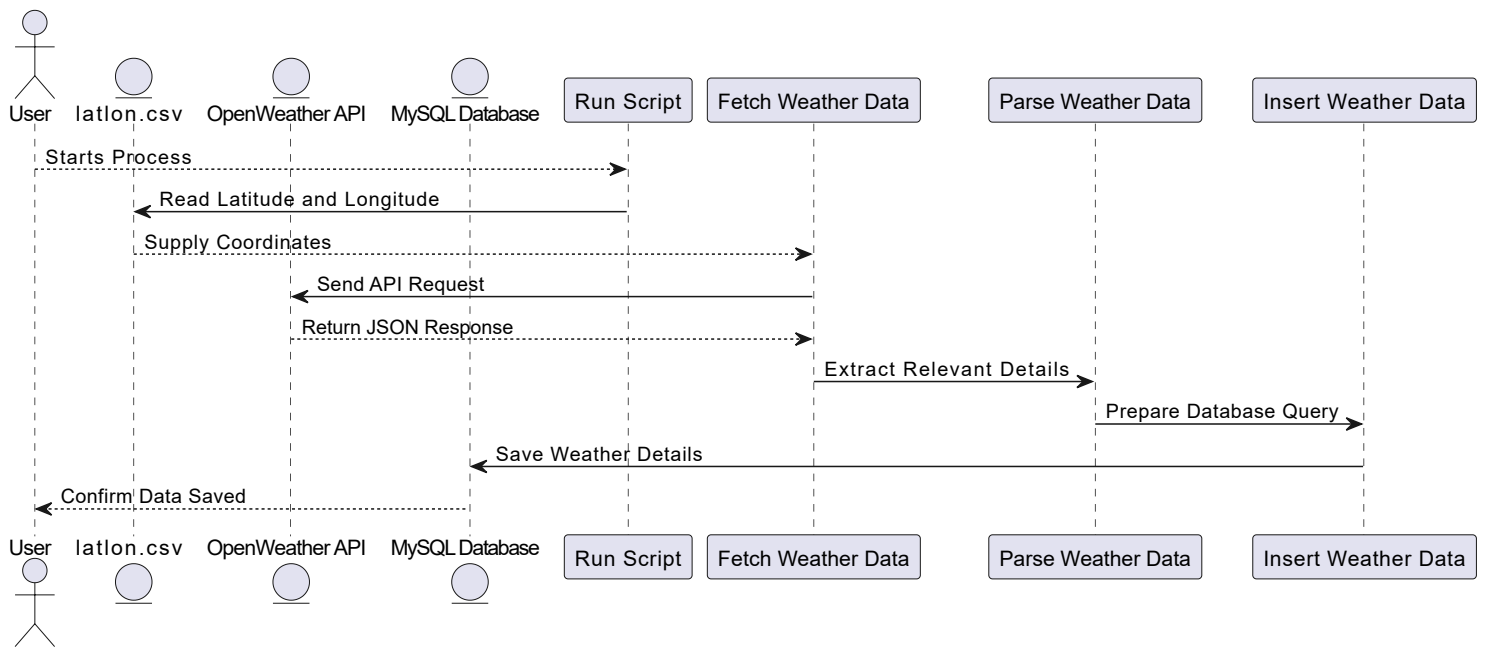 User latlon.csv OpenWeather API MySQL Database Run Script Fetch Weather Data Parse Weather Data Insert Weather Data
Starts Process
Read Latitude and Longitude
Supply Coordinates
Send API Request
Return JSON Response
Extract Relevant Details
Prepare Database Query
Save Weather Details
Confirm Data Saved
User latlon.csv OpenWeather API MySQL Database Run Script Fetch Weather Data Parse Weather Data Insert Weather Data